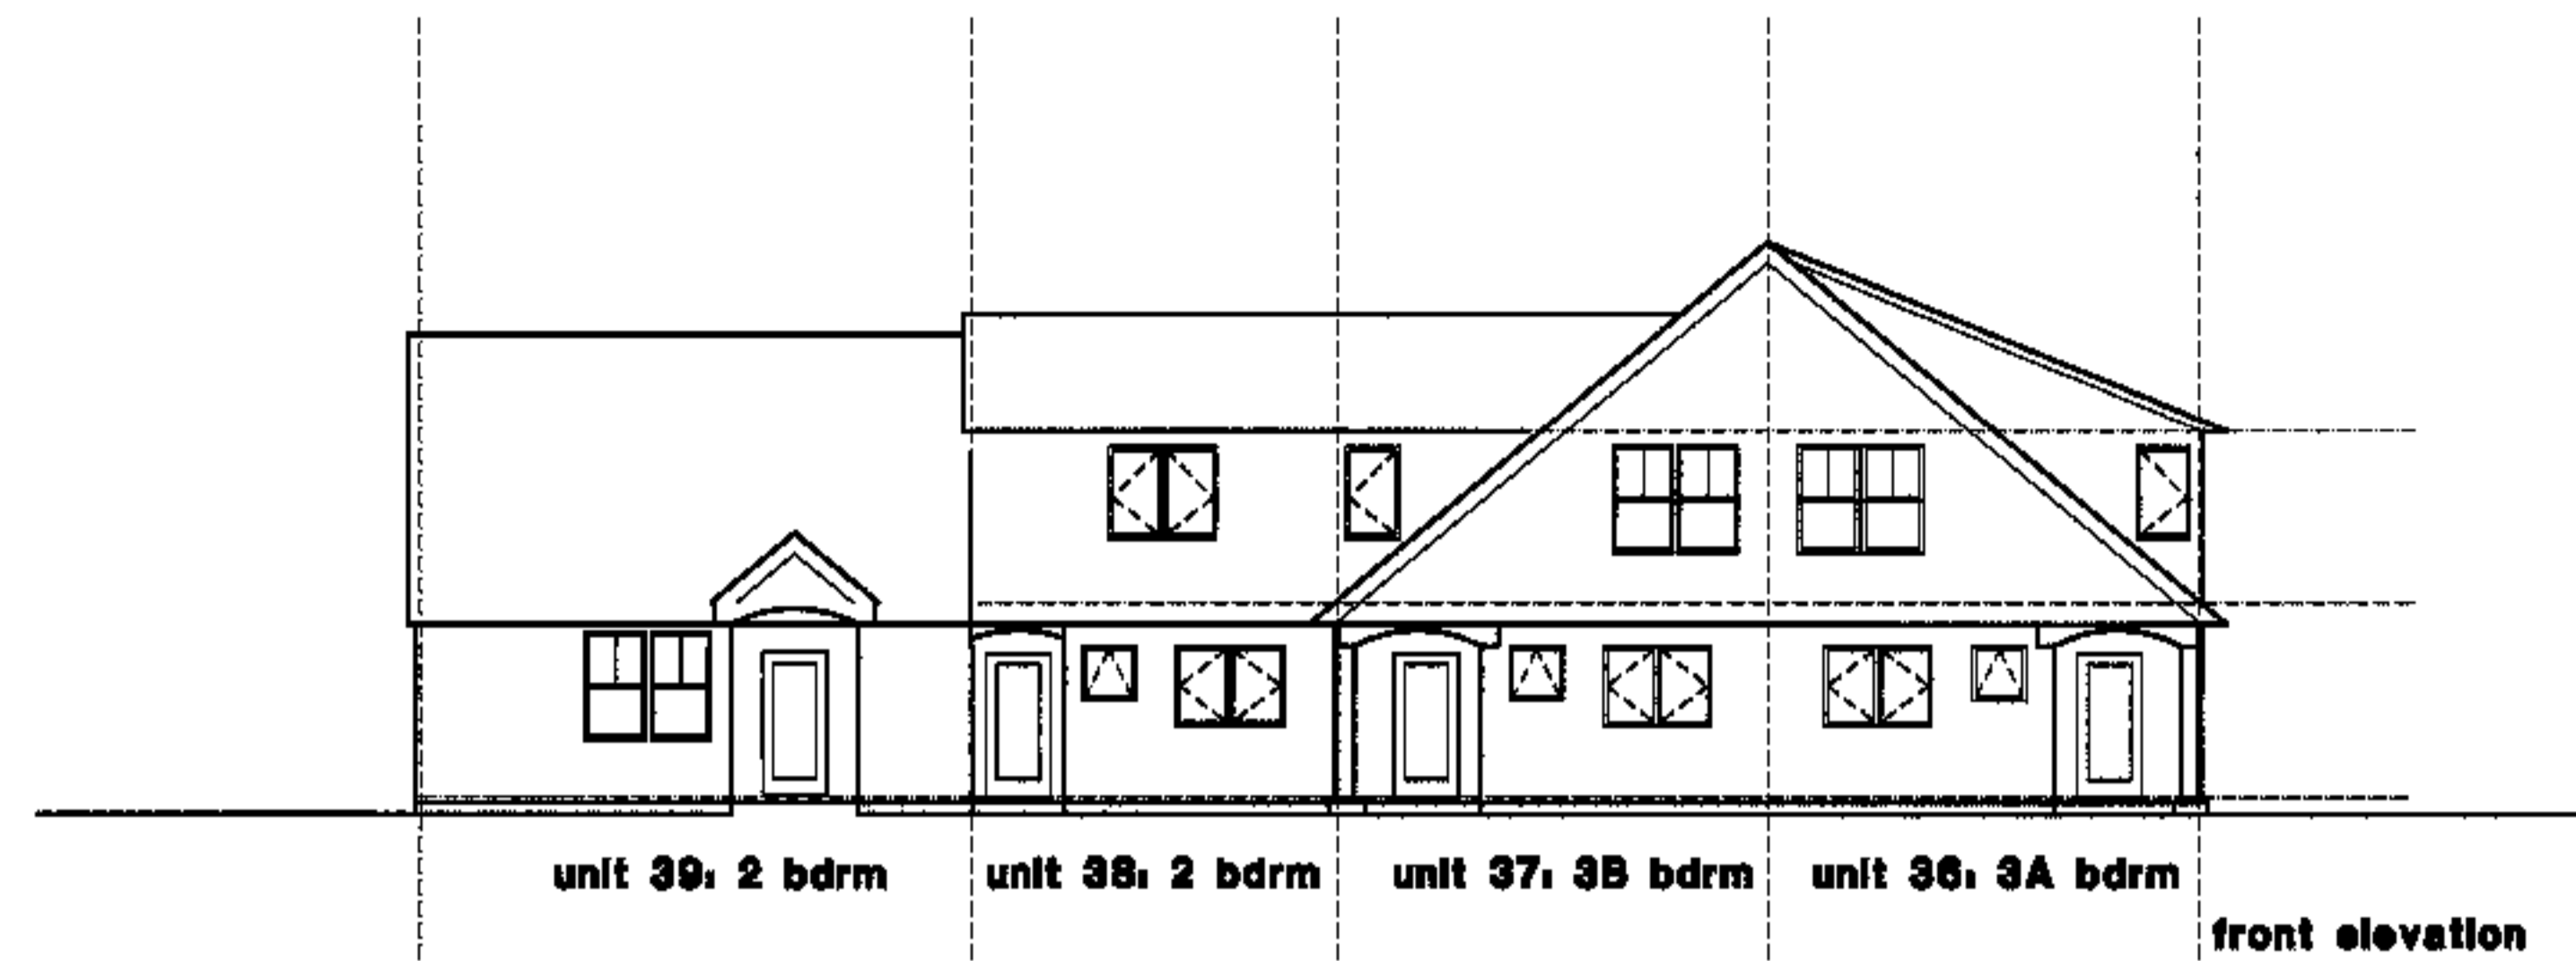 unit 39: 2 bdrm
unit 38: 2 bdrm
unit 37: 3B bdrm
unit 36: 3A bdrm
front elevation